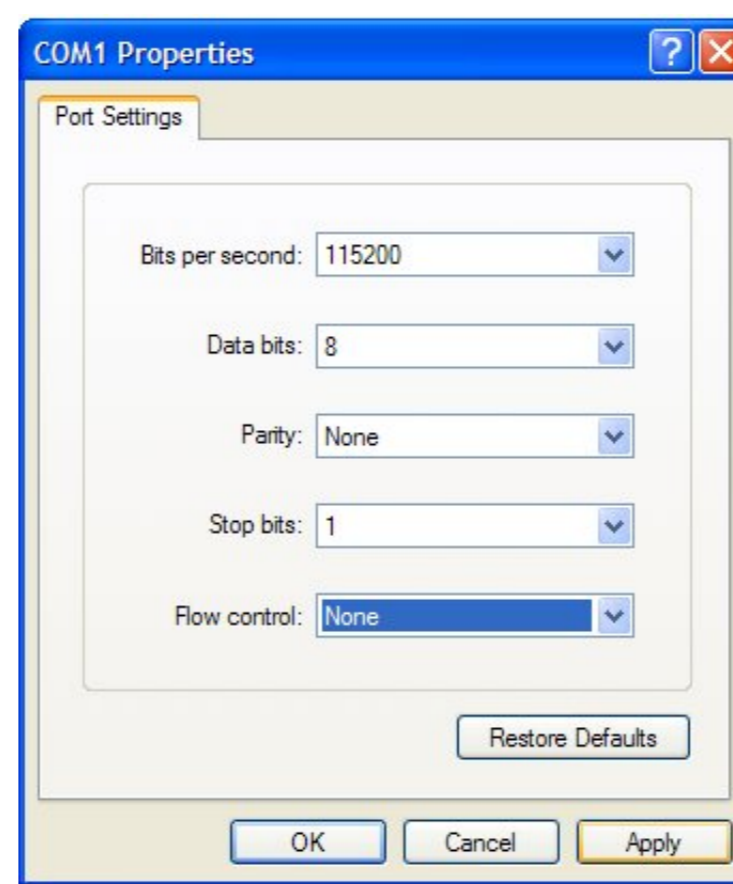 COM1 Properties
Port Settings
Bits per second: 115200
Data bits: 8
Parity: None
Stop bits: 1
Flow control: None
Restore Defaults
OK Cancel Apply